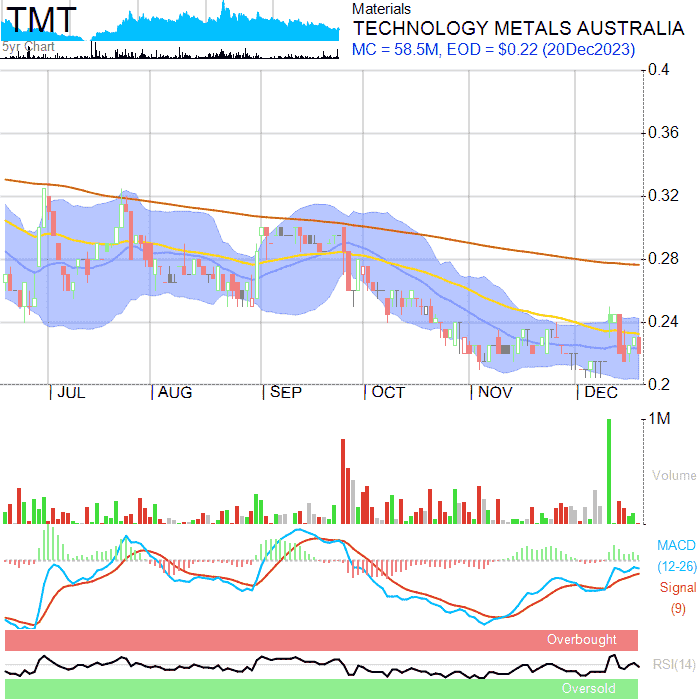 TMT
5yr Chart
Materials
TECHNOLOGY METALS AUSTRALIA
MC = 58.5M, EOD = $0.22 (20Dec2023)
0.4
0.36
0.32
0.28
0.24
0.2
JUL AUG SEP OCT NOV DEC
1M
Volume
MACD
(12-26)
Signal
(9)
Overbought
RSI(14)
Oversold